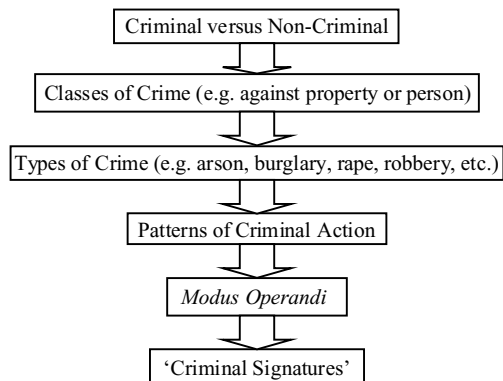 Criminal versus Non-Criminal
Classes of Crime (e.g. against property or person)
Types of Crime (e.g. arson, burglary, rape, robbery, etc.)
Patterns of Criminal Action
Modus Operandi
‘Criminal Signatures’